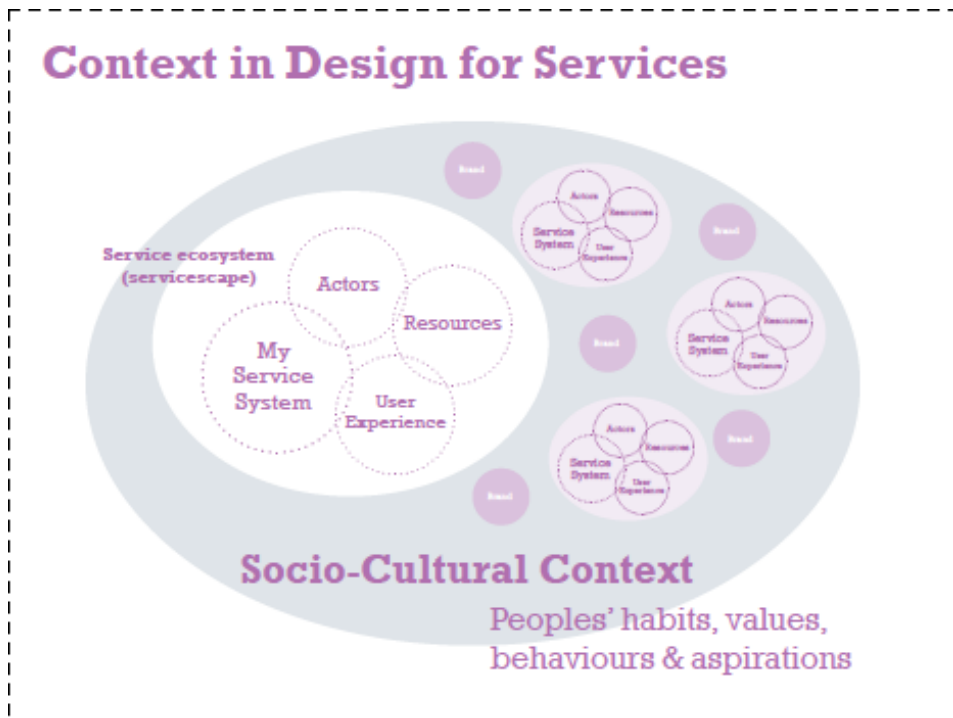 Context in Design for Services
Brand
Actors
Resources
Service
System
User
Experience
Brand
Service ecosystem
(servicescape)
Actors
Resources
My
Service
System
User
Experience
Brand
Actors
Resources
Service
System
User
Experience
Actors
Resources
Service
System
User
Experience
Brand
Brand
Socio-Cultural Context
Peoples’ habits, values,
behaviours & aspirations